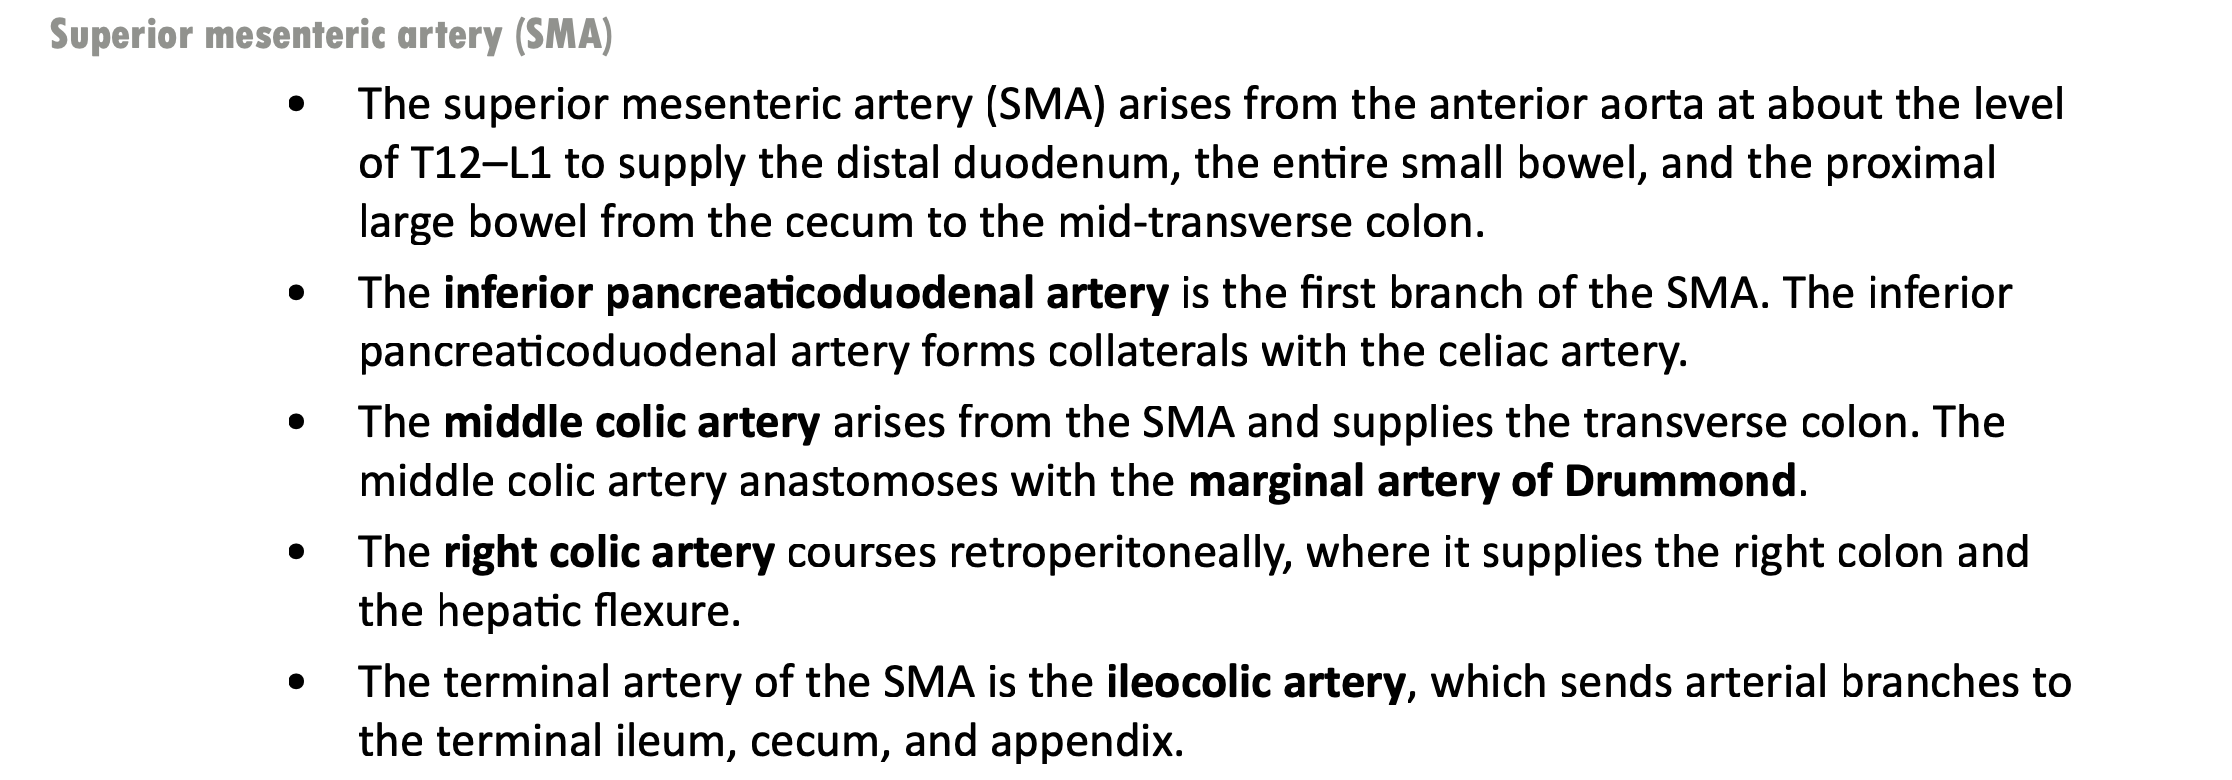 Superior mesenteric artery (SMA)
• The superior mesenteric artery (SMA) arises from the anterior aorta at about the level
of T12–L1 to supply the distal duodenum, the entire small bowel, and the proximal
large bowel from the cecum to the mid-transverse colon.
• The inferior pancreaticoduodenal artery is the first branch of the SMA. The inferior
pancreaticoduodenal artery forms collaterals with the celiac artery.
• The middle colic artery arises from the SMA and supplies the transverse colon. The
middle colic artery anastomoses with the marginal artery of Drummond.
• The right colic artery courses retroperitoneally, where it supplies the right colon and
the hepatic flexure.
• The terminal artery of the SMA is the ileocolic artery, which sends arterial branches to
the terminal ileum, cecum, and appendix.